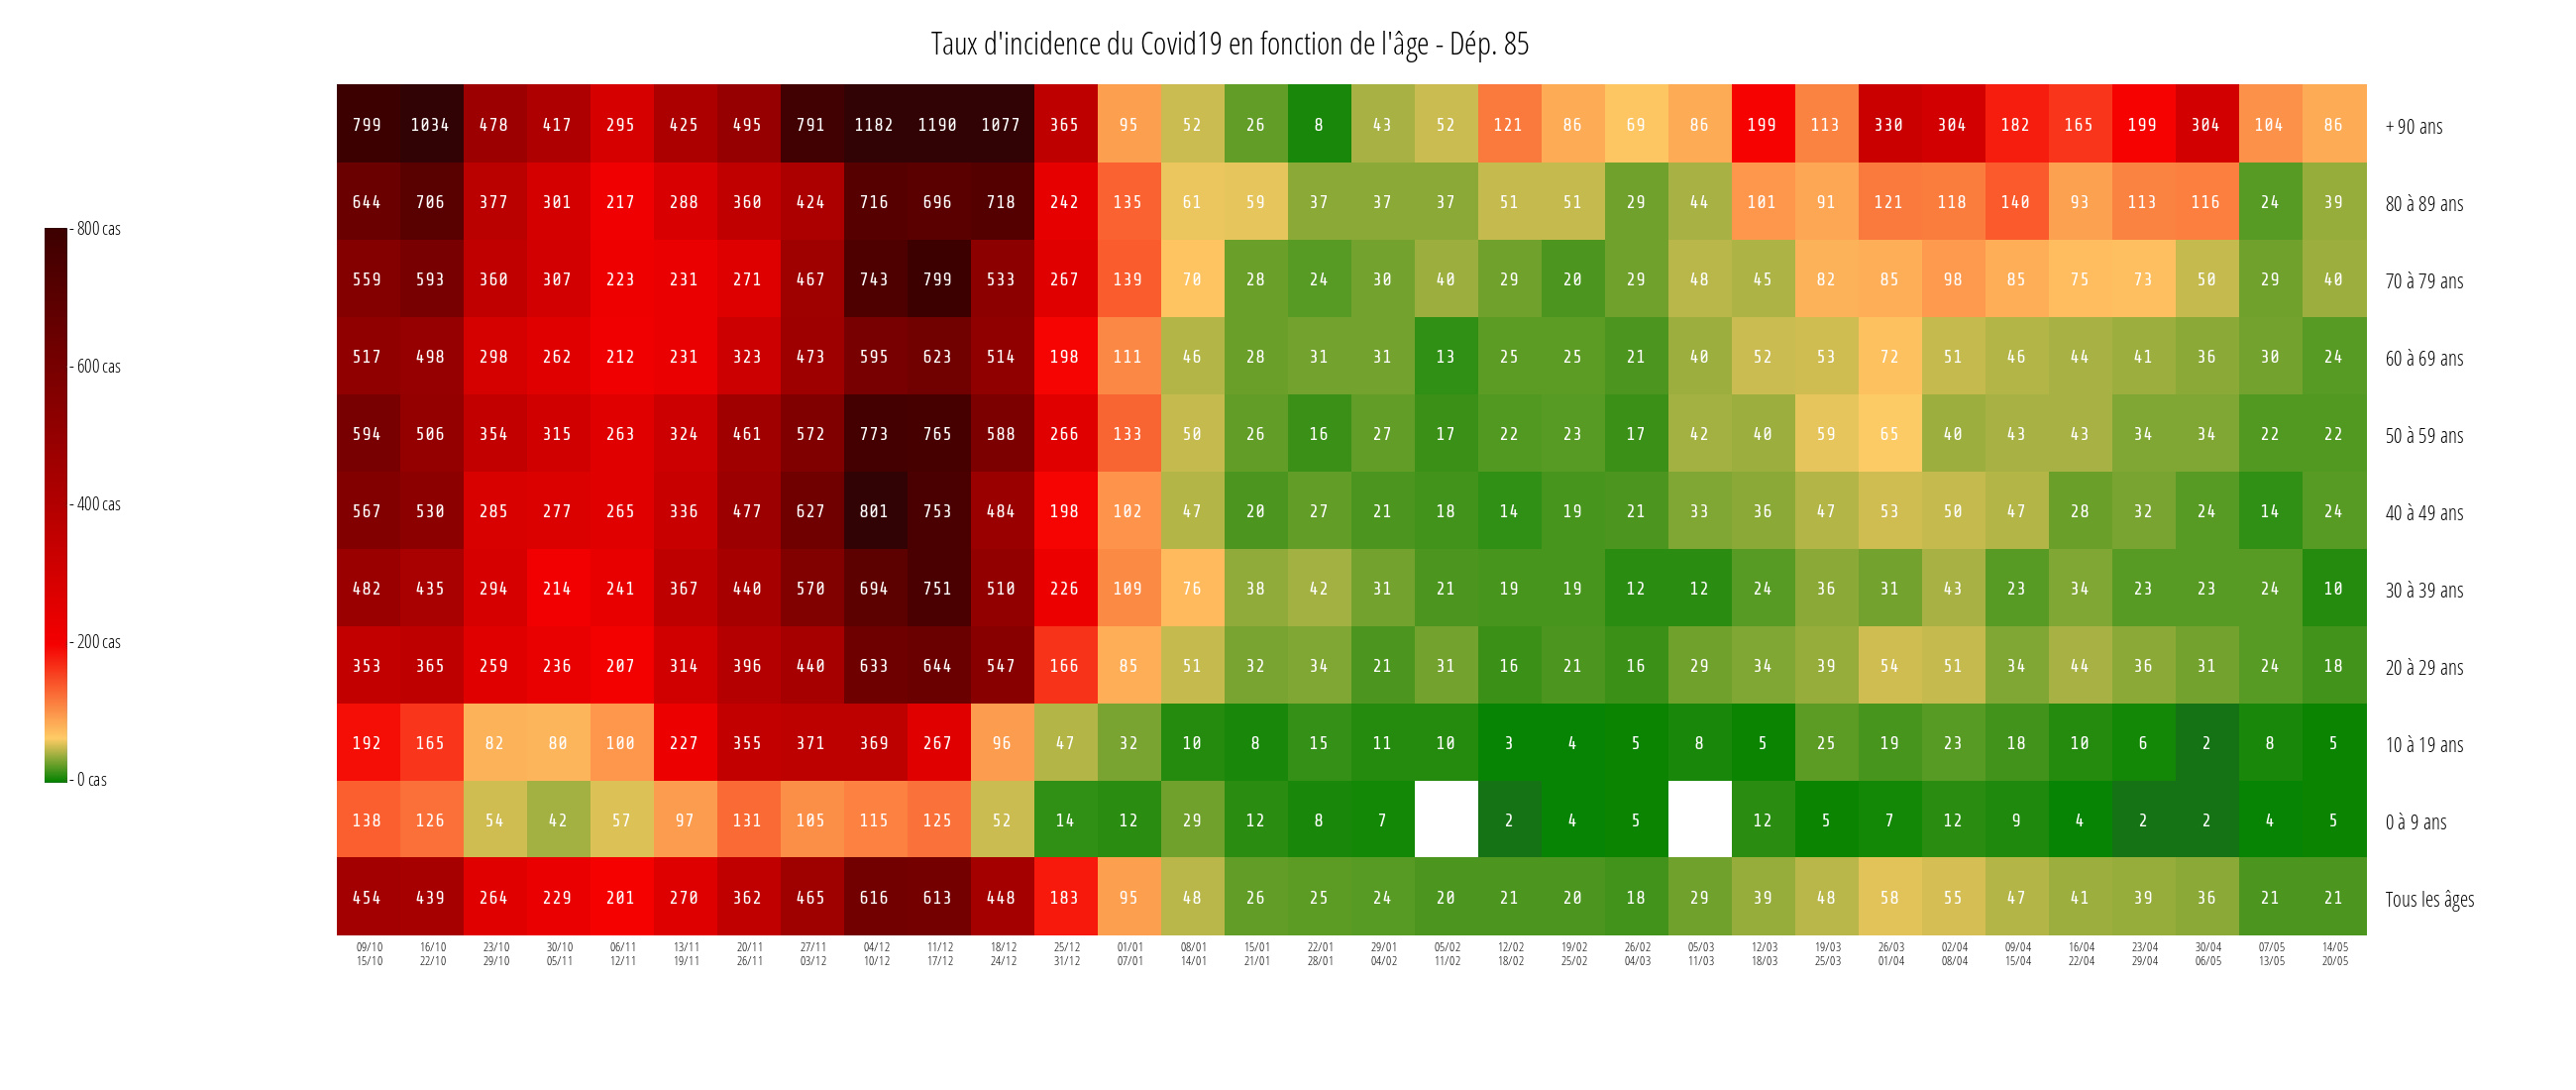 Taux d'incidence du Covid19 en fonction de l'âge - Dép. 85
- 800 cas
- 600 cas
- 400 cas
- 200 cas
- 0 cas
799 1034 478 417 295 425 495 791 1182 1190 1077 365 95 52 26 8 43 52 121 86 69 86 199 113 330 304 182 165 199 304 104 86 + 90 ans
644 706 377 301 217 288 360 424 716 696 718 242 135 61 59 37 37 37 51 51 29 44 101 91 121 118 140 93 113 116 24 39 80 à 89 ans
559 593 360 307 223 231 271 467 743 799 533 267 139 70 28 24 30 40 29 20 29 48 45 82 85 98 85 75 73 50 29 40 70 à 79 ans
517 498 298 262 212 231 323 473 595 623 514 198 111 46 28 31 31 13 25 25 21 40 52 53 72 51 46 44 41 36 30 24 60 à 69 ans
594 506 354 315 263 324 461 572 773 765 588 266 133 50 26 16 27 17 22 23 17 42 40 59 65 40 43 43 34 34 22 22 50 à 59 ans
567 530 285 277 265 336 477 627 801 753 484 198 102 47 20 27 21 18 14 19 21 33 36 47 53 50 47 28 32 24 14 24 40 à 49 ans
482 435 294 214 241 367 440 570 694 751 510 226 109 76 38 42 31 21 19 19 12 12 24 36 31 43 23 34 23 23 24 10 30 à 39 ans
353 365 259 236 207 314 396 440 633 644 547 166 85 51 32 34 21 31 16 21 16 29 34 39 54 51 34 44 36 31 24 18 20 à 29 ans
192 165 82 80 100 227 355 371 369 267 96 47 32 10 8 15 11 10 3 4 5 8 5 25 19 23 18 10 6 2 8 5 10 à 19 ans
138 126 54 42 57 97 131 105 115 125 52 14 12 29 12 8 7 2 4 5 12 5 7 12 9 4 2 2 4 5 0 à 9 ans
454 439 264 229 201 270 362 465 616 613 448 183 95 48 26 25 24 20 21 20 18 29 39 48 58 55 47 41 39 36 21 21 Tous les âges
09/10 16/10 23/10 30/10 06/11 13/11 20/11 27/11 04/12 11/12 18/12 25/12 01/01 08/01 15/01 22/01 29/01 05/02 12/02 19/02 26/02 05/03 12/03 19/03 26/03 02/04 09/04 16/04 23/04 30/04 07/05 14/05
15/10 22/10 29/10 05/11 12/11 19/11 26/11 03/12 10/12 17/12 24/12 31/12 07/01 14/01 21/01 28/01 04/02 11/02 18/02 25/02 04/03 11/03 18/03 25/03 01/04 08/04 15/04 22/04 29/04 06/05 13/05 20/05